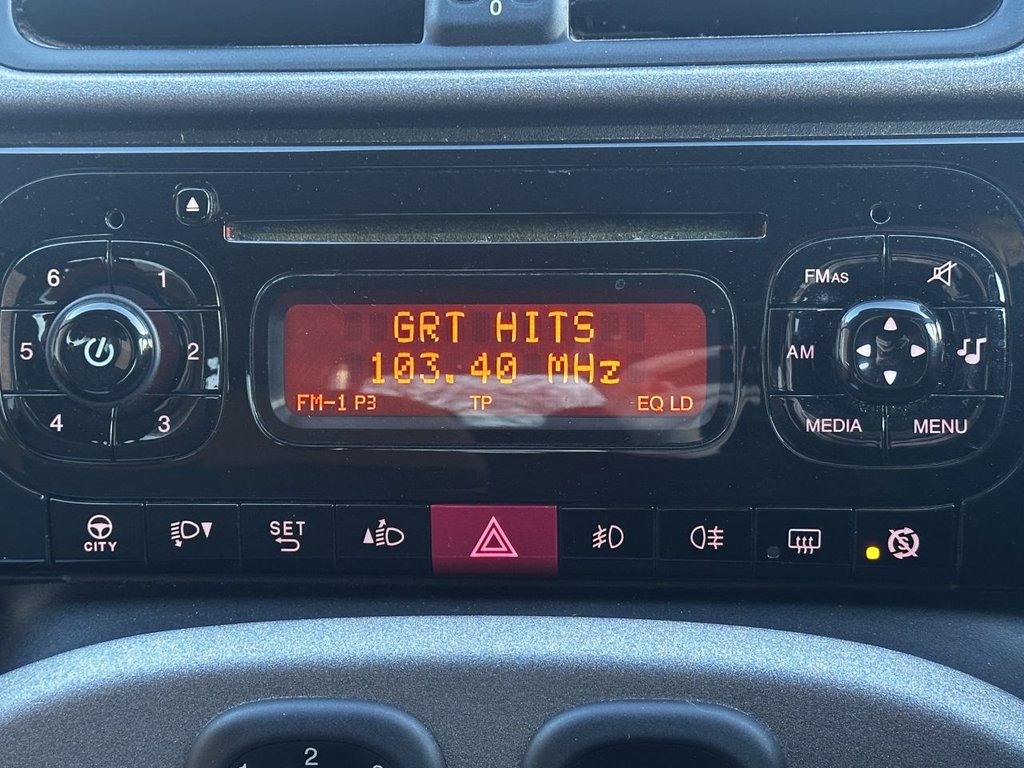 0
6
1
5
2
4
3
GRT HITS
103.40 MHz
FM-1 P3 TP EQ LD
FMAS
AM
MEDIA
MENU
CITY
SET
2